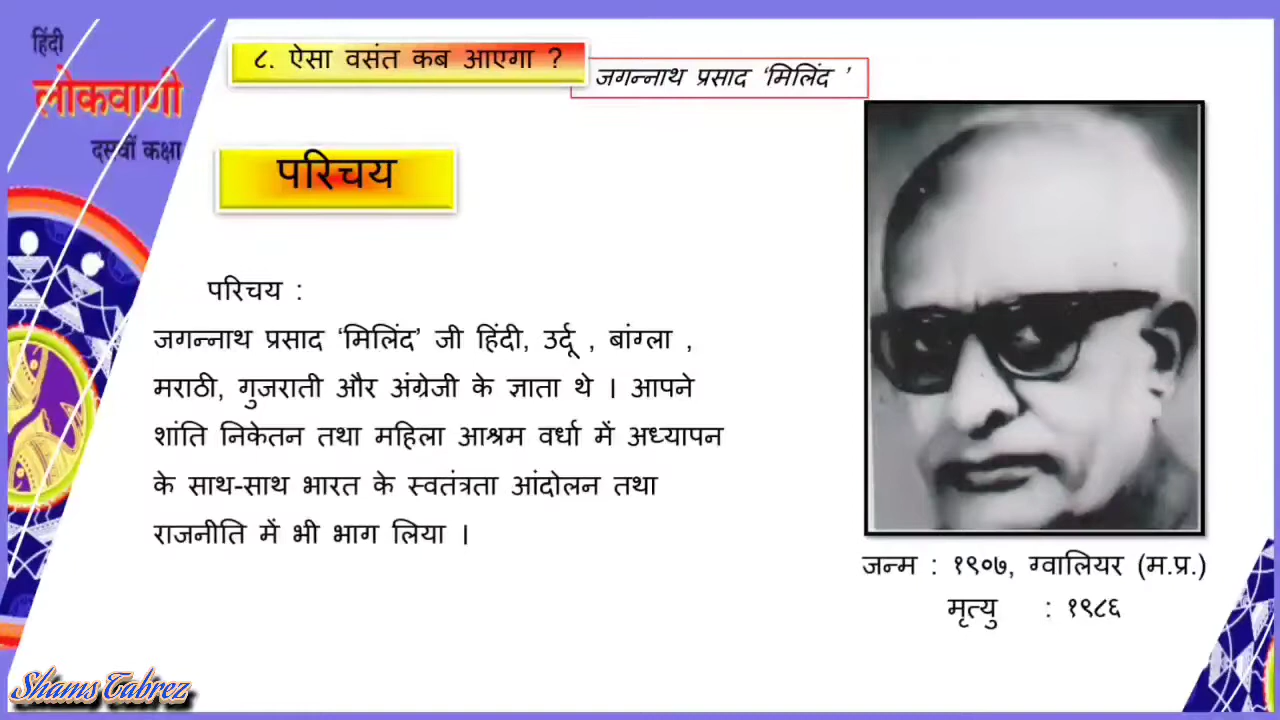 हिंदी
लोकवाणी
दसवीं कक्षा
८. ऐसा वसंत कब आएगा ?
जगन्नाथ प्रसाद ‘मिलिंद ’
परिचय
परिचय :
जगन्नाथ प्रसाद ‘मिलिंद’ जी हिंदी, उर्दू , बांग्ला ,
मराठी, गुजराती और अंग्रेजी के ज्ञाता थे । आपने
शांति निकेतन तथा महिला आश्रम वर्धा में अध्यापन
के साथ-साथ भारत के स्वतंत्रता आंदोलन तथा
राजनीति में भी भाग लिया ।
जन्म : १९०७, ग्वालियर (म.प्र.)
मृत्यु : १९८६
Shams Tabrez